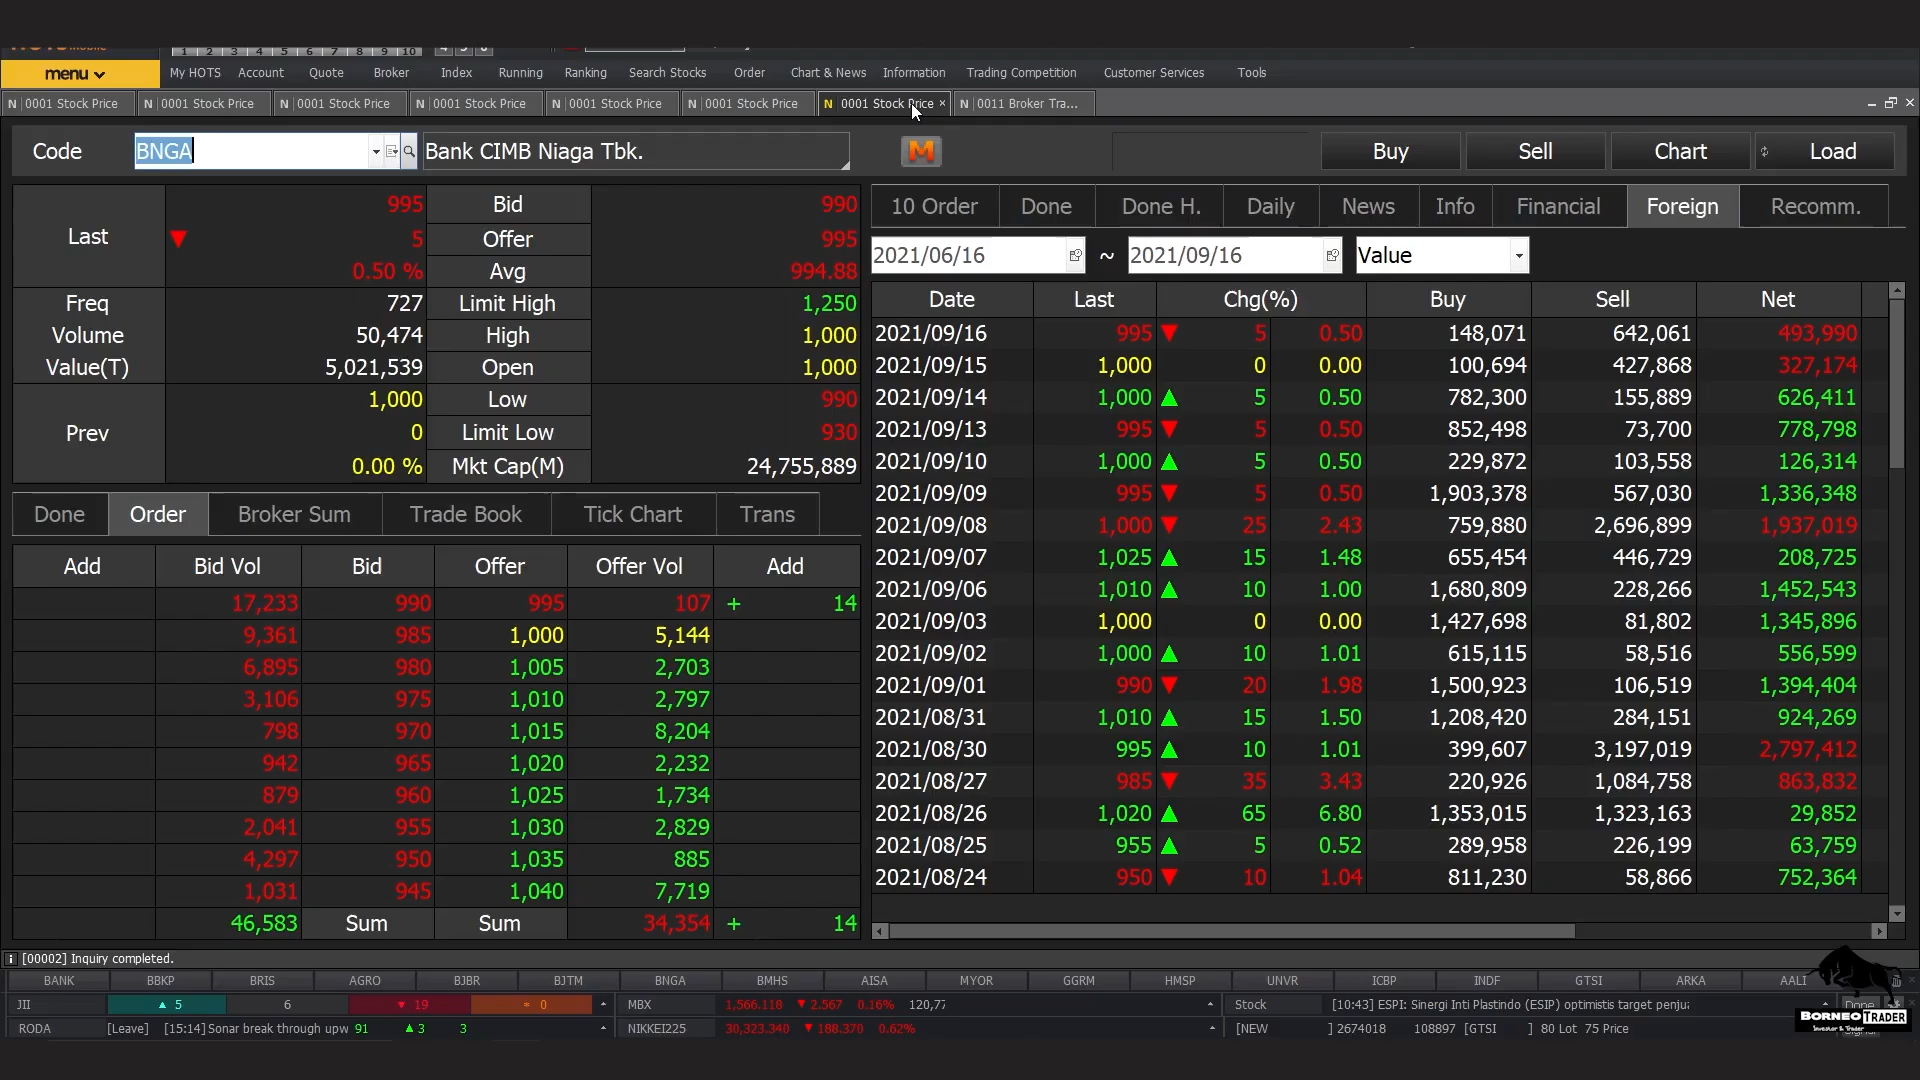 1 2 3 4 5 6 7 8 9 10
menu My HOTS Account Quote Broker Index Running Ranking Search Stocks Order Chart & News Information Trading Competition Customer Services Tools
N 0001 Stock Price N 0001 Stock Price N 0001 Stock Price N 0001 Stock Price N 0001 Stock Price N 0001 Stock Price N 0001 Stock Price × N 0011 Broker Tra...
Code BNGA Bank CIMB Niaga Tbk. M Buy Sell Chart Load
Last 995 Bid 990
▼ 5 Offer 995
0.50 % Avg 994.88
Freq 727 Limit High 1,250
Volume 50,474 High 1,000
Value(T) 5,021,539 Open 1,000
Prev 1,000 Low 990
0 Limit Low 930
0.00 % Mkt Cap(M) 24,755,889
Done Order Broker Sum Trade Book Tick Chart Trans
Add Bid Vol Bid Offer Offer Vol Add
17,233 990 995 107 + 14
9,361 985 1,000 5,144
6,895 980 1,005 2,703
3,106 975 1,010 2,797
798 970 1,015 8,204
942 965 1,020 2,232
879 960 1,025 1,734
2,041 955 1,030 2,829
4,297 950 1,035 885
1,031 945 1,040 7,719
46,583 Sum Sum 34,354 + 14
10 Order Done Done H. Daily News Info Financial Foreign Recomm.
2021/06/16 ~ 2021/09/16 Value
Date Last Chg(%) Buy Sell Net
2021/09/16 995 ▼ 5 0.50 148,071 642,061 493,990
2021/09/15 1,000 0 0.00 100,694 427,868 327,174
2021/09/14 1,000 ▲ 5 0.50 782,300 155,889 626,411
2021/09/13 995 ▼ 5 0.50 852,498 73,700 778,798
2021/09/10 1,000 ▲ 5 0.50 229,872 103,558 126,314
2021/09/09 995 ▼ 5 0.50 1,903,378 567,030 1,336,348
2021/09/08 1,000 ▼ 25 2.43 759,880 2,696,899 1,937,019
2021/09/07 1,025 ▲ 15 1.48 655,454 446,729 208,725
2021/09/06 1,010 ▲ 10 1.00 1,680,809 228,266 1,452,543
2021/09/03 1,000 0 0.00 1,427,698 81,802 1,345,896
2021/09/02 1,000 ▲ 10 1.01 615,115 58,516 556,599
2021/09/01 990 ▼ 20 1.98 1,500,923 106,519 1,394,404
2021/08/31 1,010 ▲ 15 1.50 1,208,420 284,151 924,269
2021/08/30 995 ▲ 10 1.01 399,607 3,197,019 2,797,412
2021/08/27 985 ▼ 35 3.43 220,926 1,084,758 863,832
2021/08/26 1,020 ▲ 65 6.80 1,353,015 1,323,163 29,852
2021/08/25 955 ▲ 5 0.52 289,958 226,199 63,759
2021/08/24 950 ▼ 10 1.04 811,230 58,866 752,364
[00002] Inquiry completed.
BANK BBKP BRIS AGRO BJBR BJTM BNGA BMHS AISA MYOR GGRM HMSP UNVR ICBP INDF GTSI ARKA AALI
JII ▲ 5 6 ▼ 19 * 0 MBX 1,566.118 ▼ 2.567 0.16% 120,77 Stock [10:43] ESPI: Sinergi Inti Plastindo (ESIP) optimistis target penju Done
RODA [Leave] [15:14] Sonar break through upw 91 ▲ 3 3 NIKKEI225 30,323.340 ▼ 188.370 0.62% [NEW ] 2674018 108897 [GTSI ] 80 Lot 75 Price
BORNEO TRADER
Investor & Trader